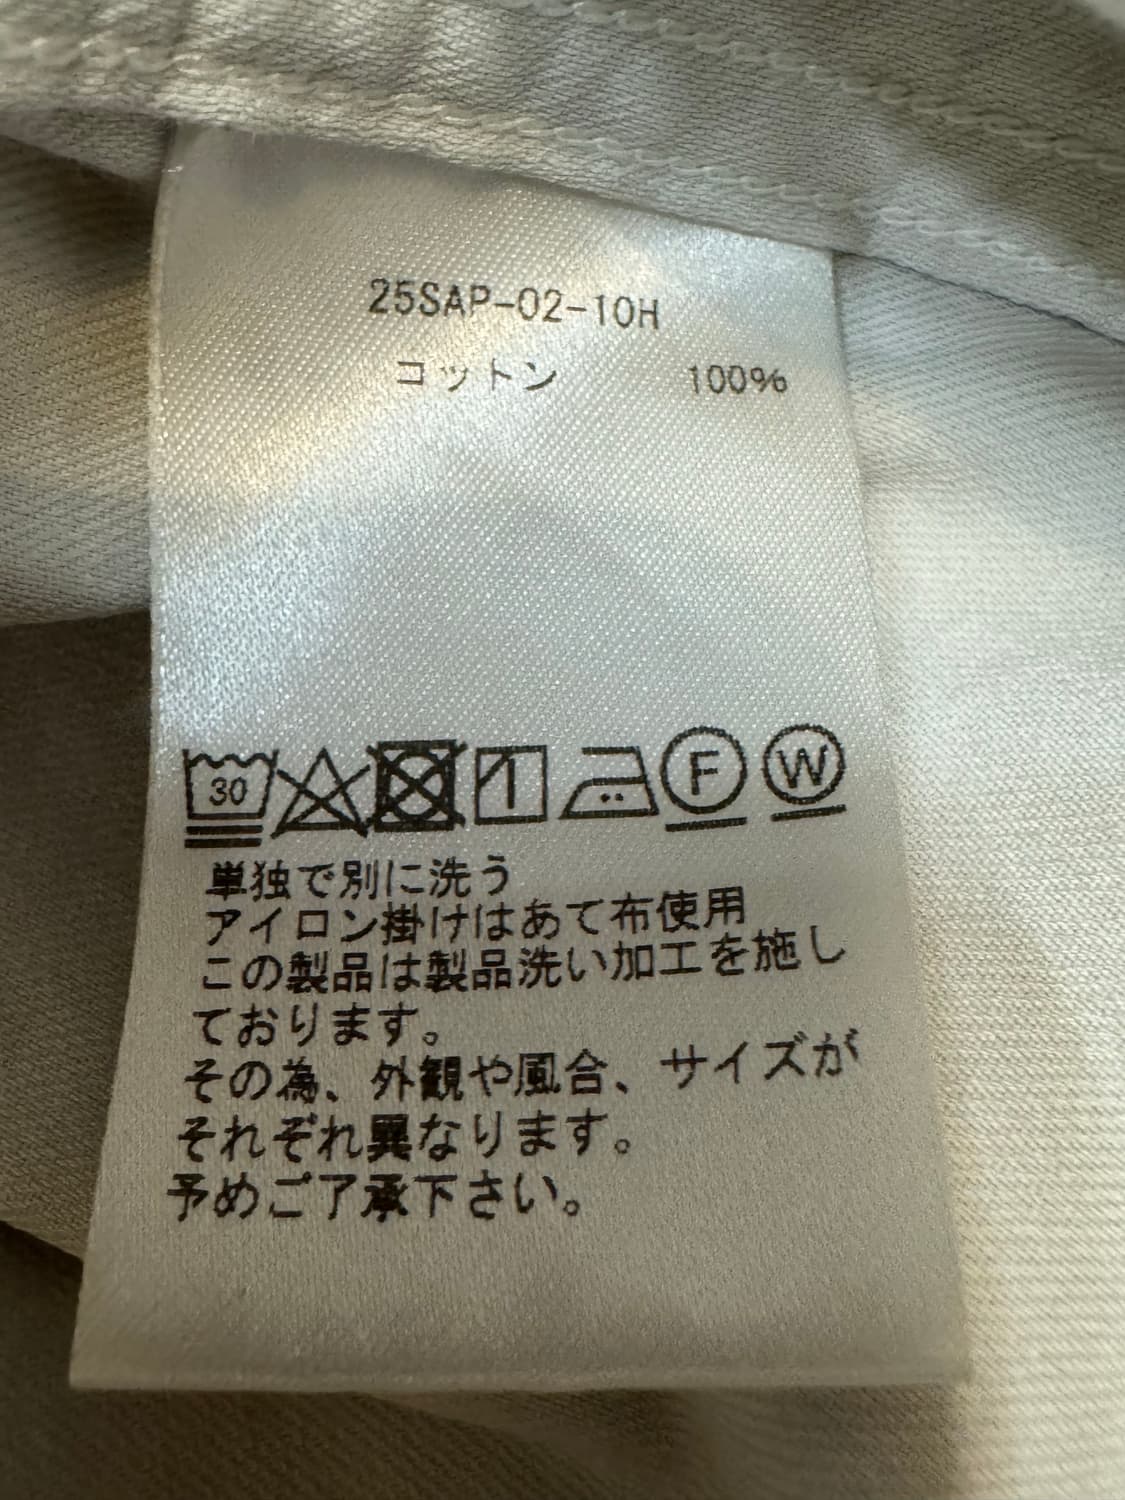 25SAP-02-10H
コットン 100%
30 F W
単独で別に洗う
アイロン掛けはあて布使用
この製品は製品洗い加工を施し
ております。
その為、外観や風合、サイズが
それぞれ異なります。
予めご了承下さい。